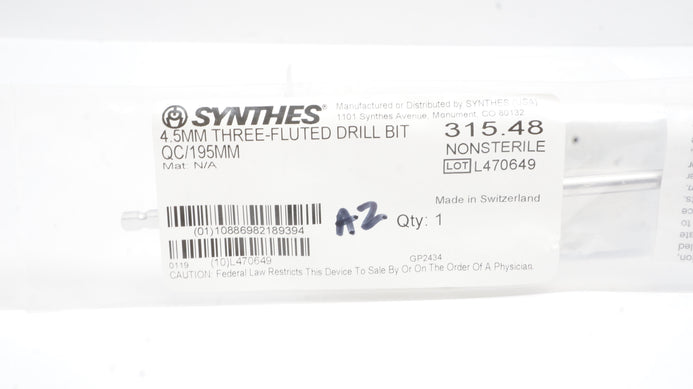 SYNTHES®
Manufactured or Distributed by SYNTHES (USA)
1101 Synthes Avenue, Monument, CO 80132
4.5MM THREE-FLUTED DRILL BIT
QC/195MM
Mat: N/A
315.48
NONSTERILE
LOT L470649
Made in Switzerland
(01)10886982189394
A-2
Qty: 1
0119
(10)L470649
GP2434
CAUTION: Federal Law Restricts This Device To Sale By Or On The Order Of A Physician.